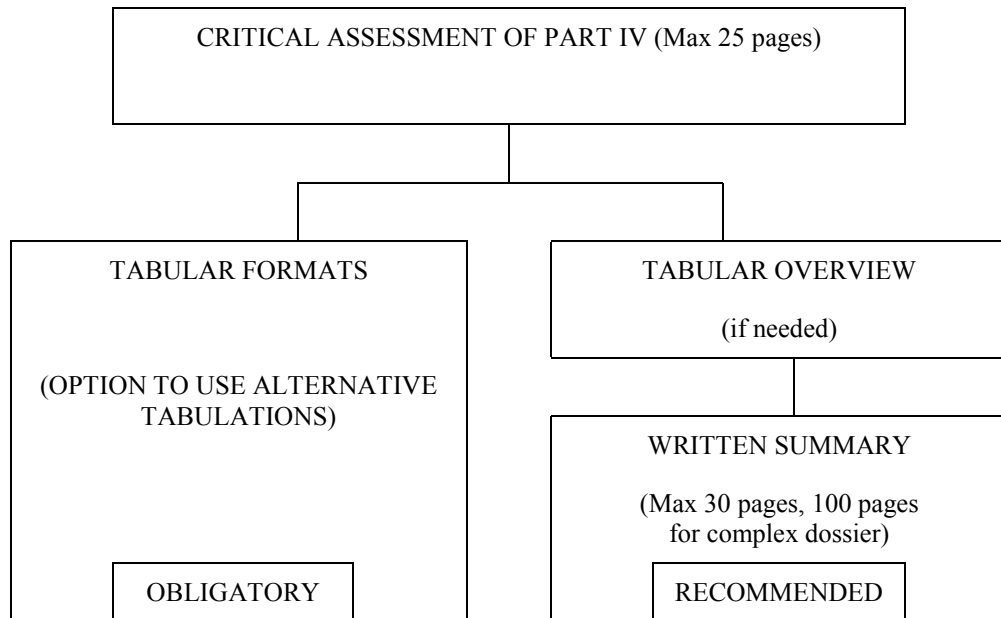 CRITICAL ASSESSMENT OF PART IV (Max 25 pages)
TABULAR FORMATS
(OPTION TO USE ALTERNATIVE
TABULATIONS)
OBLIGATORY
TABULAR OVERVIEW
(if needed)
WRITTEN SUMMARY
(Max 30 pages, 100 pages
for complex dossier)
RECOMMENDED